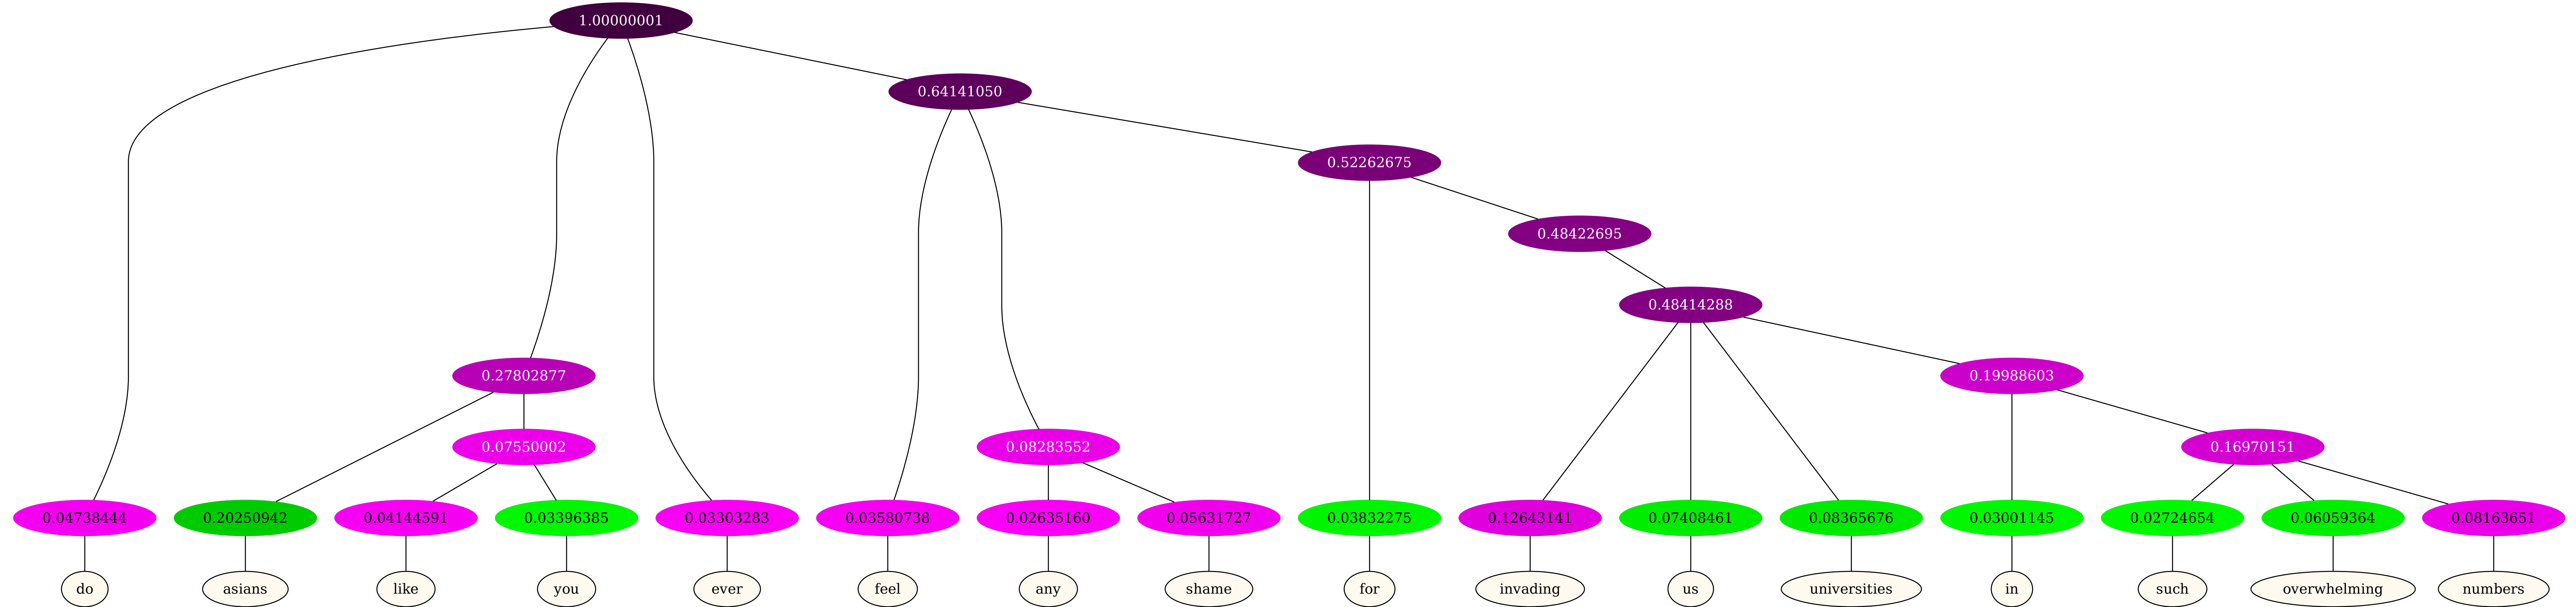 1.00000001
0.64141050
0.52262675
0.48422695
0.48414288
0.27802877 0.19988603
0.07550002 0.08283552 0.16970151
0.04738444 0.20250942 0.04144591 0.03396385 0.03303283 0.03580738 0.02635160 0.05631727 0.03832275 0.12643141 0.07408461 0.08365676 0.03001145 0.02724654 0.06059364 0.08163651
do asians like you ever feel any shame for invading us universities in such overwhelming numbers